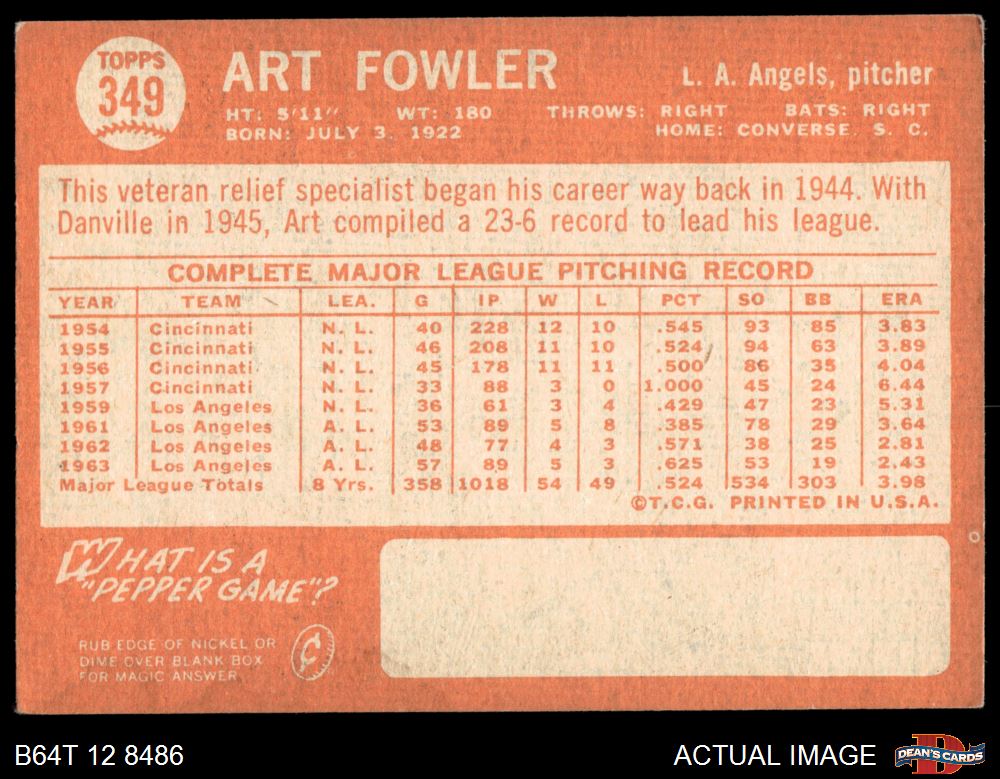 TOPPS
349
ART FOWLER
L. A. Angels, pitcher
HT: 5'11" WT: 180 THROWS: RIGHT BATS: RIGHT
BORN: JULY 3, 1922 HOME: CONVERSE S. C.
This veteran relief specialist began his career way back in 1944. With
Danville in 1945, Art compiled a 23-6 record to lead his league.
COMPLETE MAJOR LEAGUE PITCHING RECORD
YEAR TEAM LEA. G IP W L PCT SO BB ERA
1954 Cincinnati N. L. 40 228 12 10 .545 93 85 3.83
1955 Cincinnati N. L. 46 208 11 10 .524 94 63 3.89
1956 Cincinnati N. L. 45 178 11 11 .500 86 35 4.04
1957 Cincinnati N. L. 33 88 3 0 1.000 45 24 6.44
1959 Los Angeles N. L. 36 61 3 4 .429 47 23 5.31
1961 Los Angeles A. L. 53 89 5 8 .385 78 29 3.64
1962 Los Angeles A. L. 48 77 4 3 .571 38 25 2.81
1963 Los Angeles A. L. 57 89 5 3 .625 53 19 2.43
Major League Totals 8 Yrs. 358 1018 54 49 .524 534 303 3.98
©T.C.G. PRINTED IN U.S.A.
WHAT IS A
"PEPPER GAME"?
RUB EDGE OF NICKEL OR
DIME OVER BLANK BOX
FOR MAGIC ANSWER
B64T 12 8486
ACTUAL IMAGE
DEAN'S CARDS